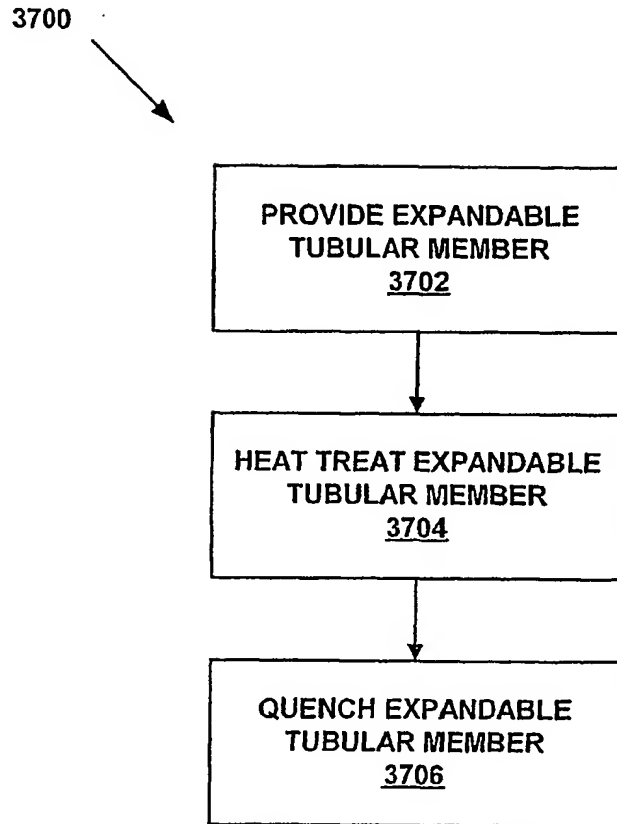 3700
PROVIDE EXPANDABLE
TUBULAR MEMBER
3702
HEAT TREAT EXPANDABLE
TUBULAR MEMBER
3704
QUENCH EXPANDABLE
TUBULAR MEMBER
3706